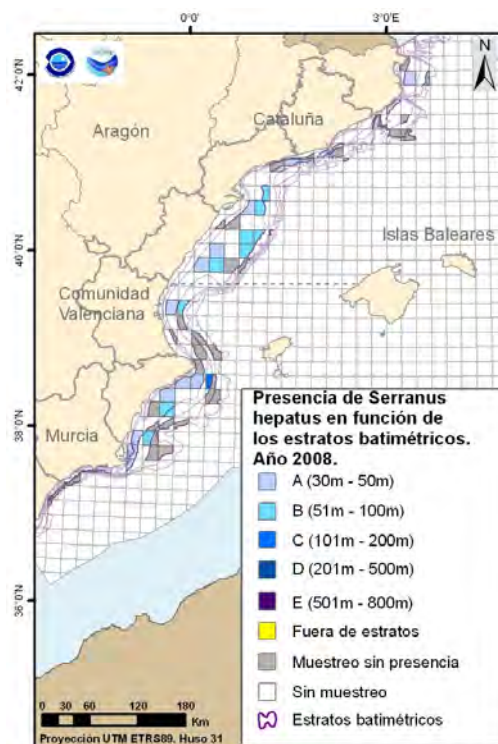 0°0'
3°0'E
N
42°0'N
Cataluña
Aragón
40°0'N
Islas Baleares
Comunidad
Valenciana
38°0'N
Murcia
36°0'N
Presencia de Serranus
hepatus en función de
los estratos batimétricos.
Año 2008.
A (30m - 50m)
B (51m - 100m)
C (101m - 200m)
D (201m - 500m)
E (501m - 800m)
Fuera de estratos
Muestreo sin presencia
Sin muestreo
Estratos batimétricos
0 30 60 120 180
Km
Proyección UTM ETRS89. Huso 31